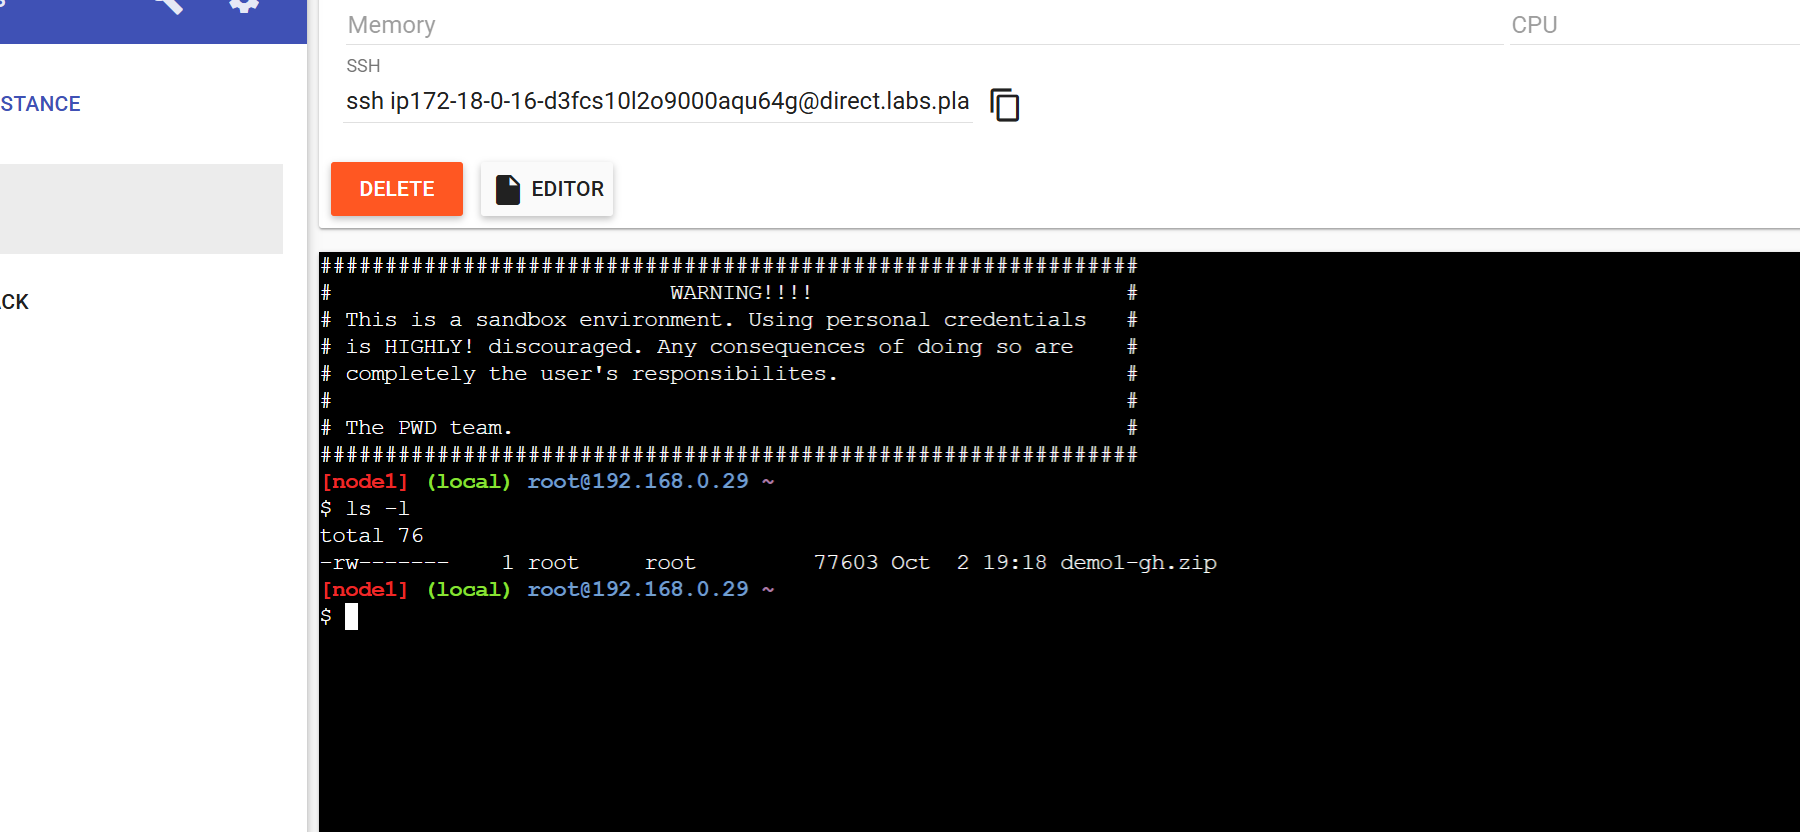 STANCE
ACK
Memory
CPU
SSH
ssh ip172-18-0-16-d3fcs10l2o9000aqu64g@direct.labs.pla
DELETE
EDITOR
###############################################################
# WARNING!!!! #
# This is a sandbox environment. Using personal credentials #
# is HIGHLY! discouraged. Any consequences of doing so are #
# completely the user's responsibilites. #
# #
# The PWD team. #
###############################################################
[node1] (local) root@192.168.0.29 ~
$ ls -l
total 76
-rw------- 1 root root 77603 Oct 2 19:18 demo1-gh.zip
[node1] (local) root@192.168.0.29 ~
$